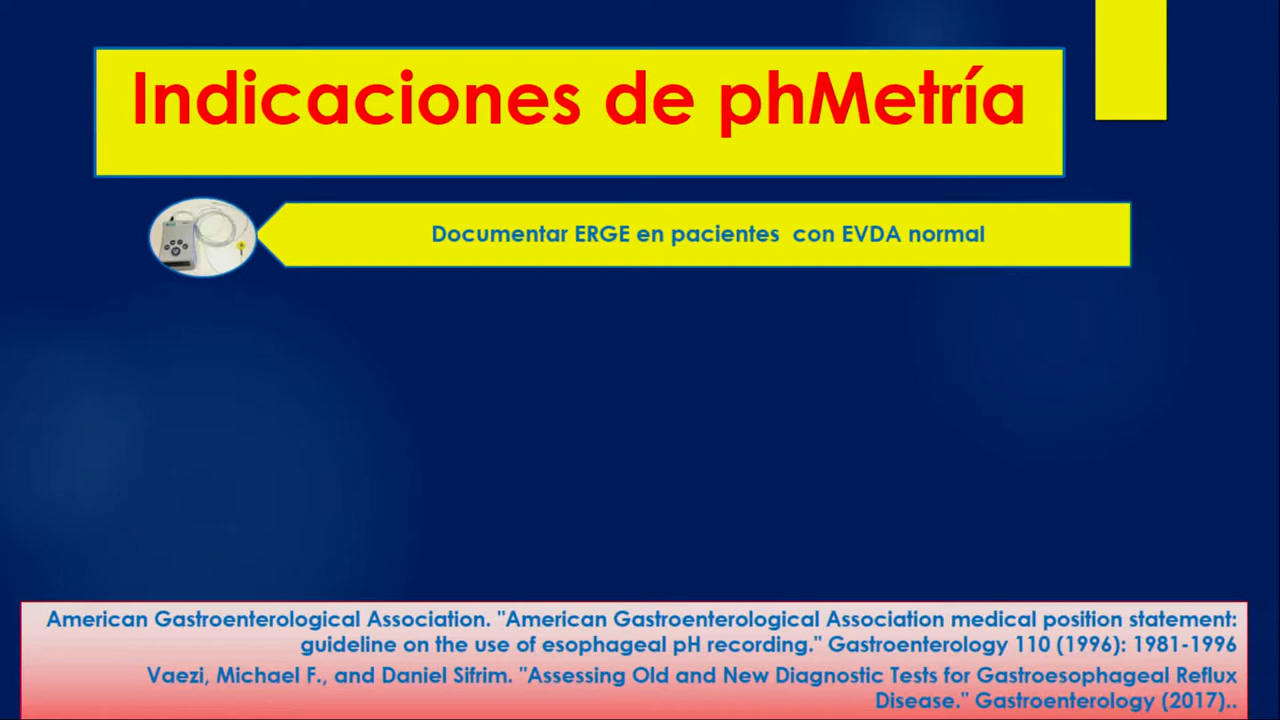 Indicaciones de phMetría
Documentar ERGE en pacientes con EVDA normal
American Gastroenterological Association. "American Gastroenterological Association medical position statement:
guideline on the use of esophageal pH recording." Gastroenterology 110 (1996): 1981-1996
Vaezi, Michael F., and Daniel Sifrim. "Assessing Old and New Diagnostic Tests for Gastroesophageal Reflux
Disease." Gastroenterology (2017)..